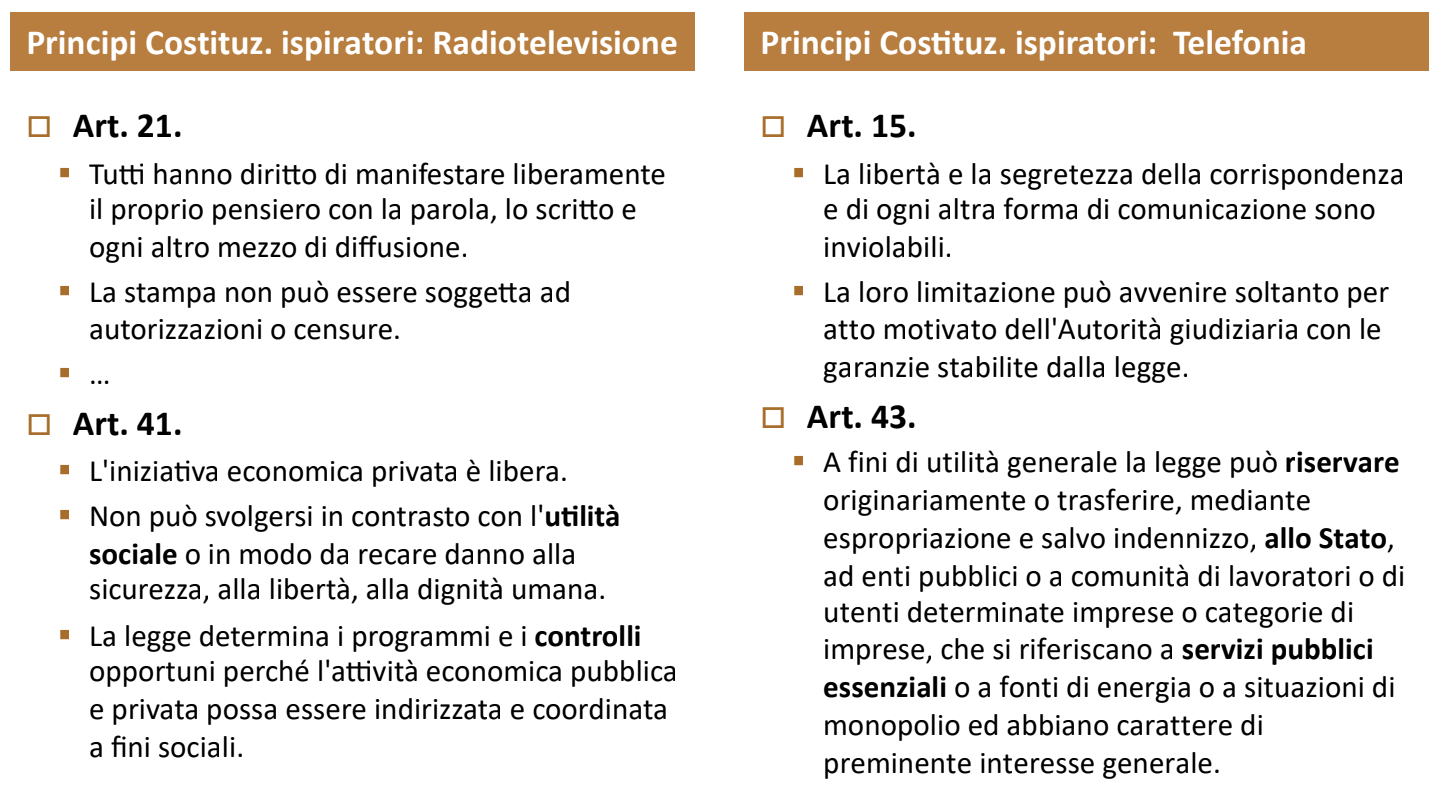 Principi Costituz. ispiratori: Radiotelevisione
Art. 21.
Tutti hanno diritto di manifestare liberamente
il proprio pensiero con la parola, lo scritto e
ogni altro mezzo di diffusione.
La stampa non può essere soggetta ad
autorizzazioni o censure.
...
Art. 41.
L'iniziativa economica privata è libera.
Non può svolgersi in contrasto con l'utilità
sociale o in modo da recare danno alla
sicurezza, alla libertà, alla dignità umana.
La legge determina i programmi e i controlli
opportuni perché l'attività economica pubblica
e privata possa essere indirizzata e coordinata
a fini sociali.
Principi Costituz. ispiratori: Telefonia
Art. 15.
La libertà e la segretezza della corrispondenza
e di ogni altra forma di comunicazione sono
inviolabili.
La loro limitazione può avvenire soltanto per
atto motivato dell'Autorità giudiziaria con le
garanzie stabilite dalla legge.
Art. 43.
A fini di utilità generale la legge può riservare
originariamente o trasferire, mediante
espropriazione e salvo indennizzo, allo Stato,
ad enti pubblici o a comunità di lavoratori o di
utenti determinate imprese o categorie di
imprese, che si riferiscano a servizi pubblici
essenziali o a fonti di energia o a situazioni di
monopolio ed abbiano carattere di
preminente interesse generale.